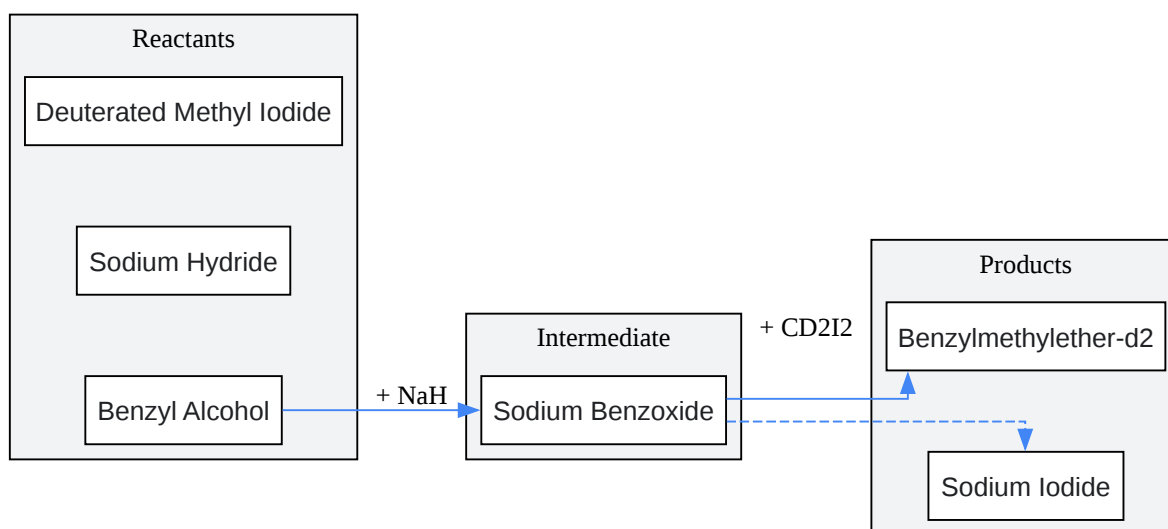 Reactants
Deuterated Methyl Iodide
Sodium Hydride
Benzyl Alcohol
+ NaH
Intermediate
Sodium Benzoxide
+ CD2I2
Products
Benzylmethylether-d2
Sodium Iodide